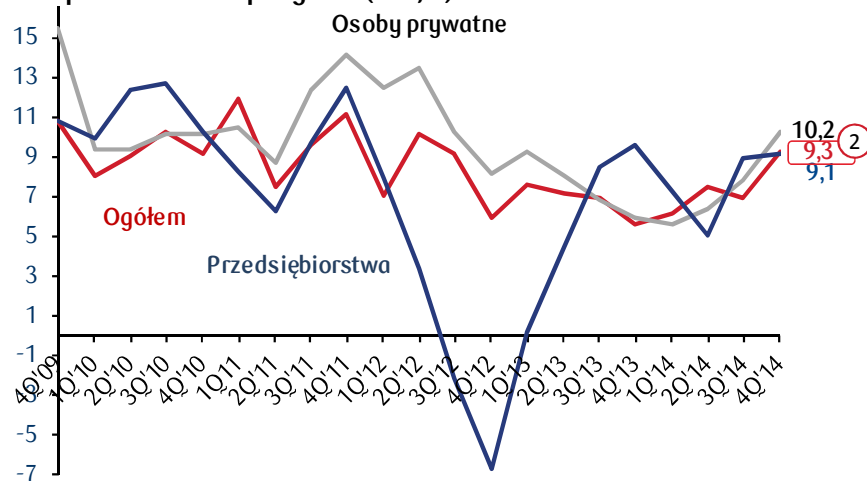 Osoby prywatne
15
13
11
9
7
5
3
1
-1
-3
-5
-7
10,2
9,3
2
9,1
Ogółem
Przedsiębiorstwa
4Q'09
1Q'10
2Q'10
3Q'10
4Q'10
1Q'11
2Q'11
3Q'11
4Q'11
1Q'12
2Q'12
3Q'12
4Q'12
1Q'13
2Q'13
3Q'13
4Q'13
1Q'14
2Q'14
3Q'14
4Q'14